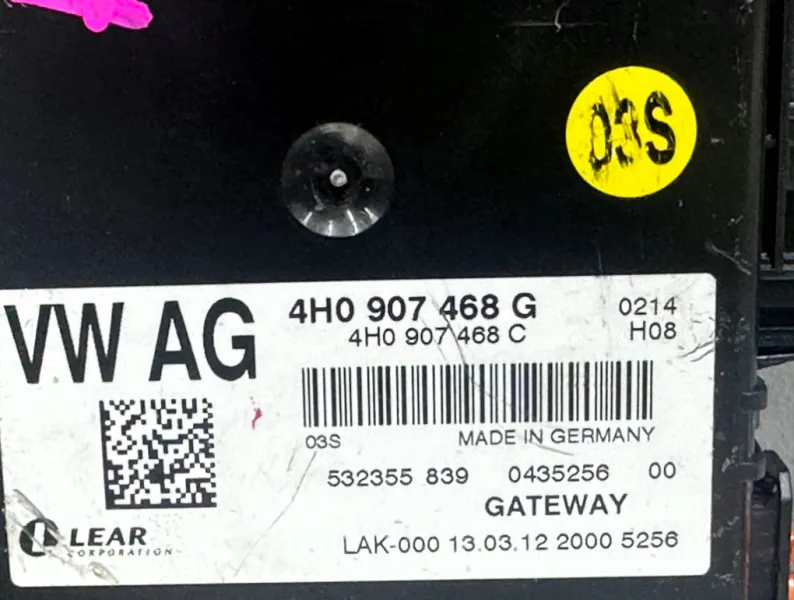 03S
VW AG
4H0 907 468 G 0214
4H0 907 468 C H08
03S MADE IN GERMANY
532355 839 0435256 00
GATEWAY
LEAR
CORPORATION
LAK-000 13.03.12 2000 5256